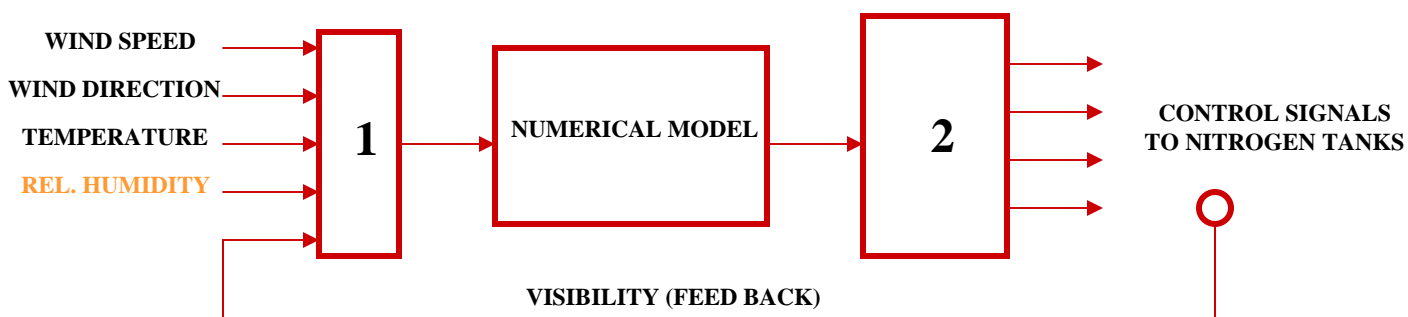 WIND SPEED
WIND DIRECTION
TEMPERATURE
REL. HUMIDITY
1
NUMERICAL MODEL
2
CONTROL SIGNALS
TO NITROGEN TANKS
VISIBILITY (FEED BACK)